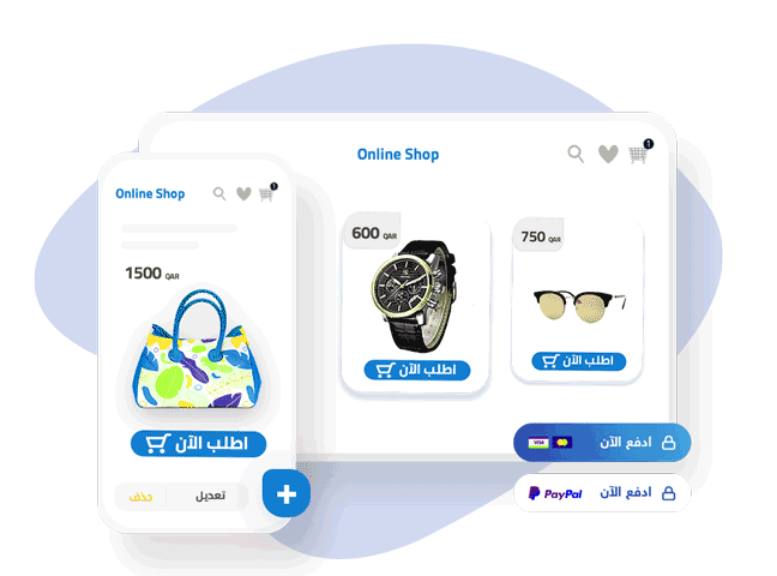 Online Shop
1
Online Shop
1
600 QAR
750 QAR
1500 QAR
اطلب الآن
اطلب الآن
اطلب الآن
ادفع الآن
VISA
تعديل
حذف
ادفع الآن
PayPal